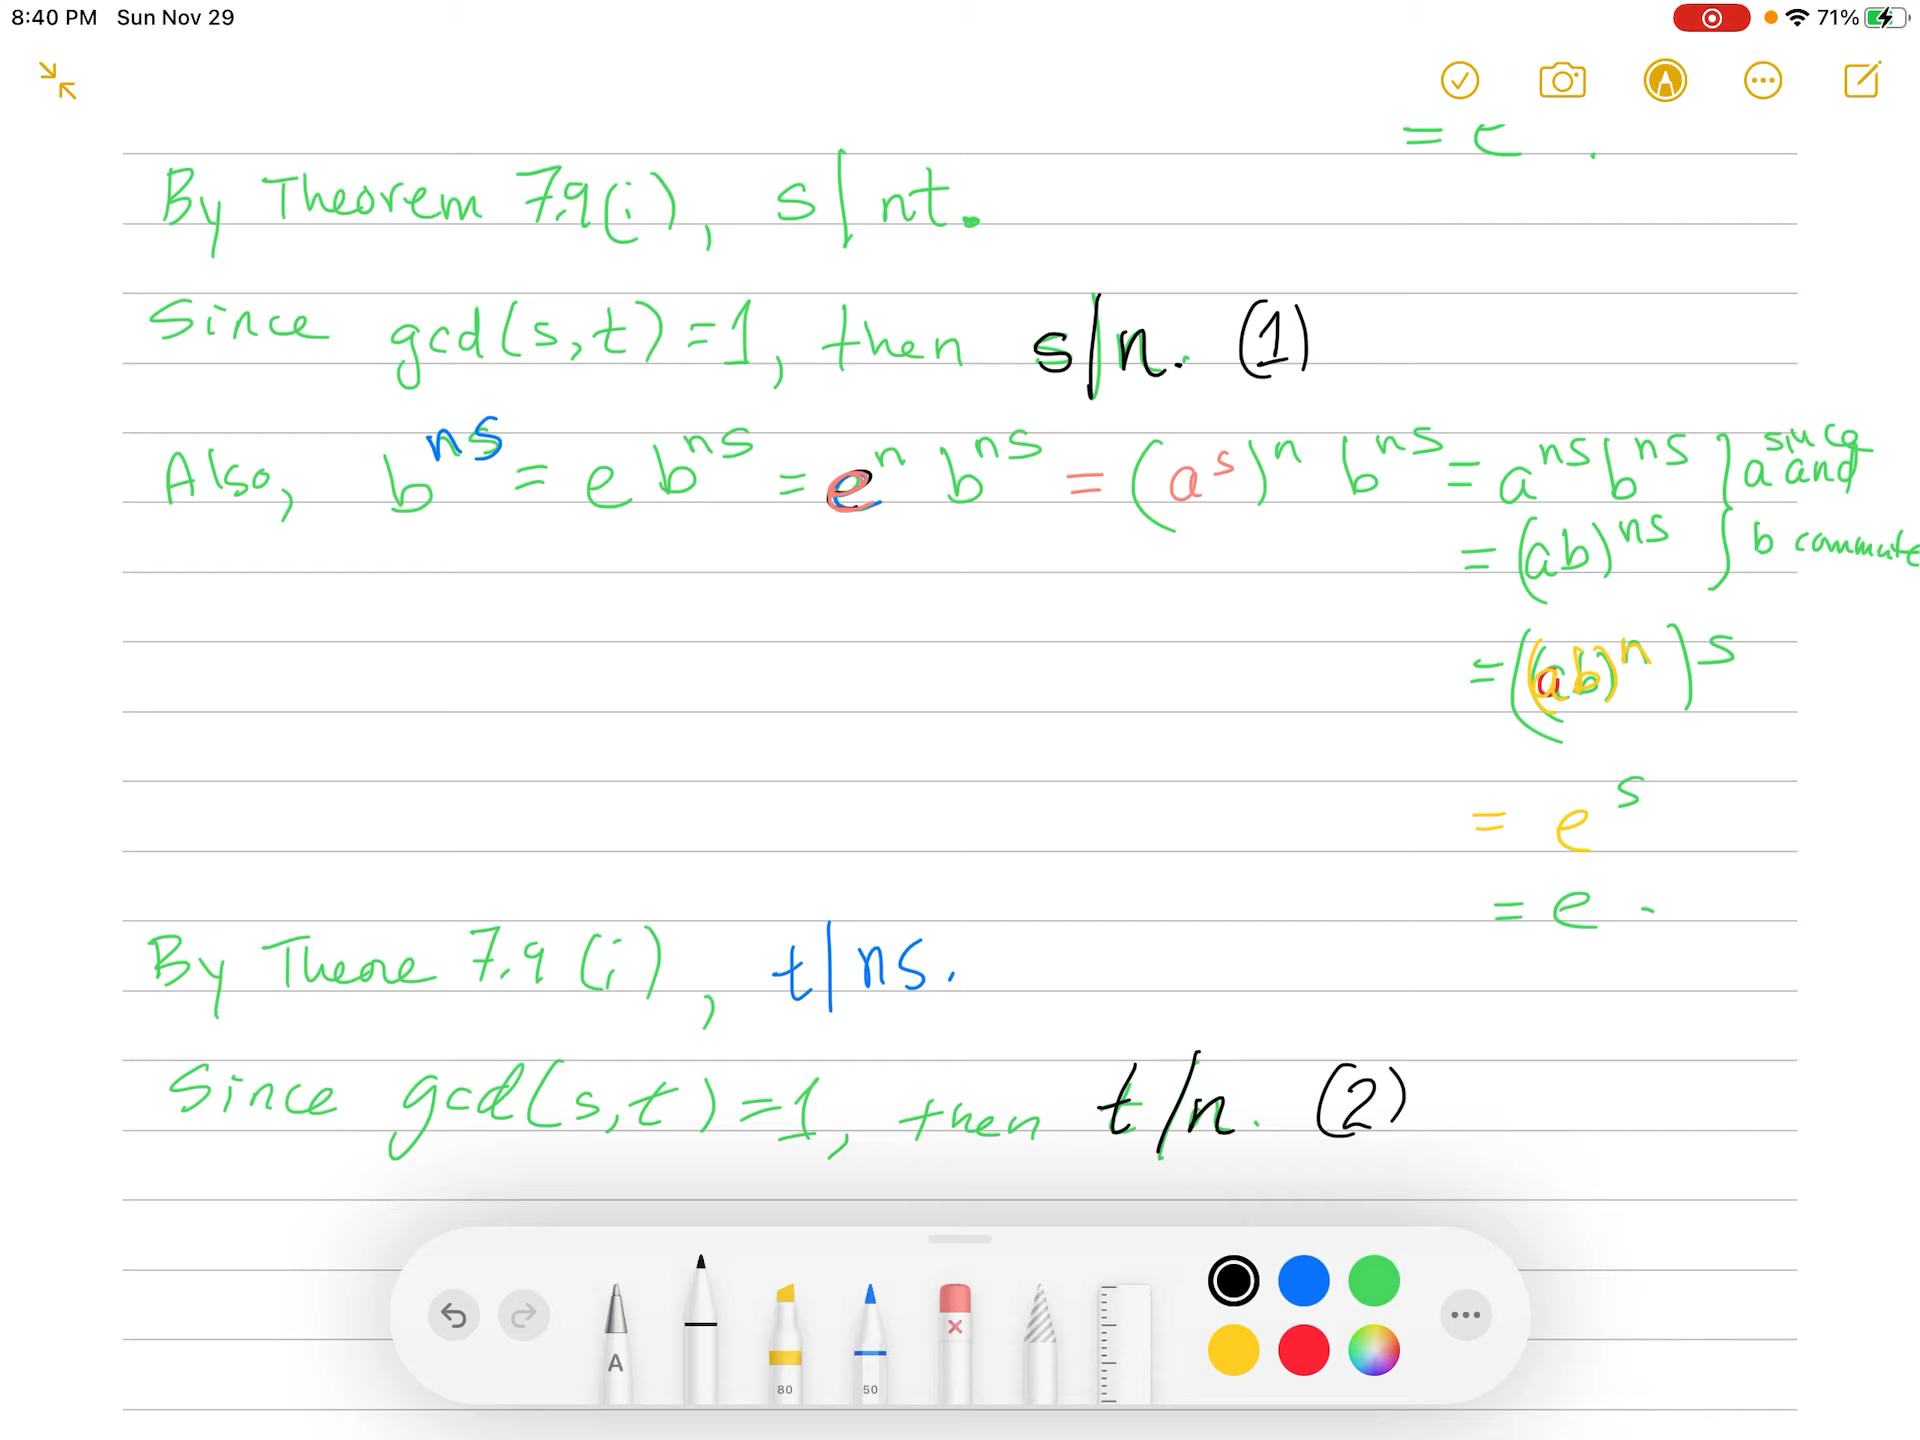 8:40 PM Sun Nov 29
71%
= e .
By Theorem 7.9(i), s|nt.
Since gcd(s,t)=1, then s|n. (1)
Also, b^ns = e b^ns = e^n b^ns = (a^s)^n b^ns = a^ns b^ns } since a and
= (ab)^ns } b commute
= ((ab)^n)^s
= e^s
= e .
By Theore 7.9 (i), t|ns.
Since gcd(s,t)=1, then t/n. (2)
A
80
50